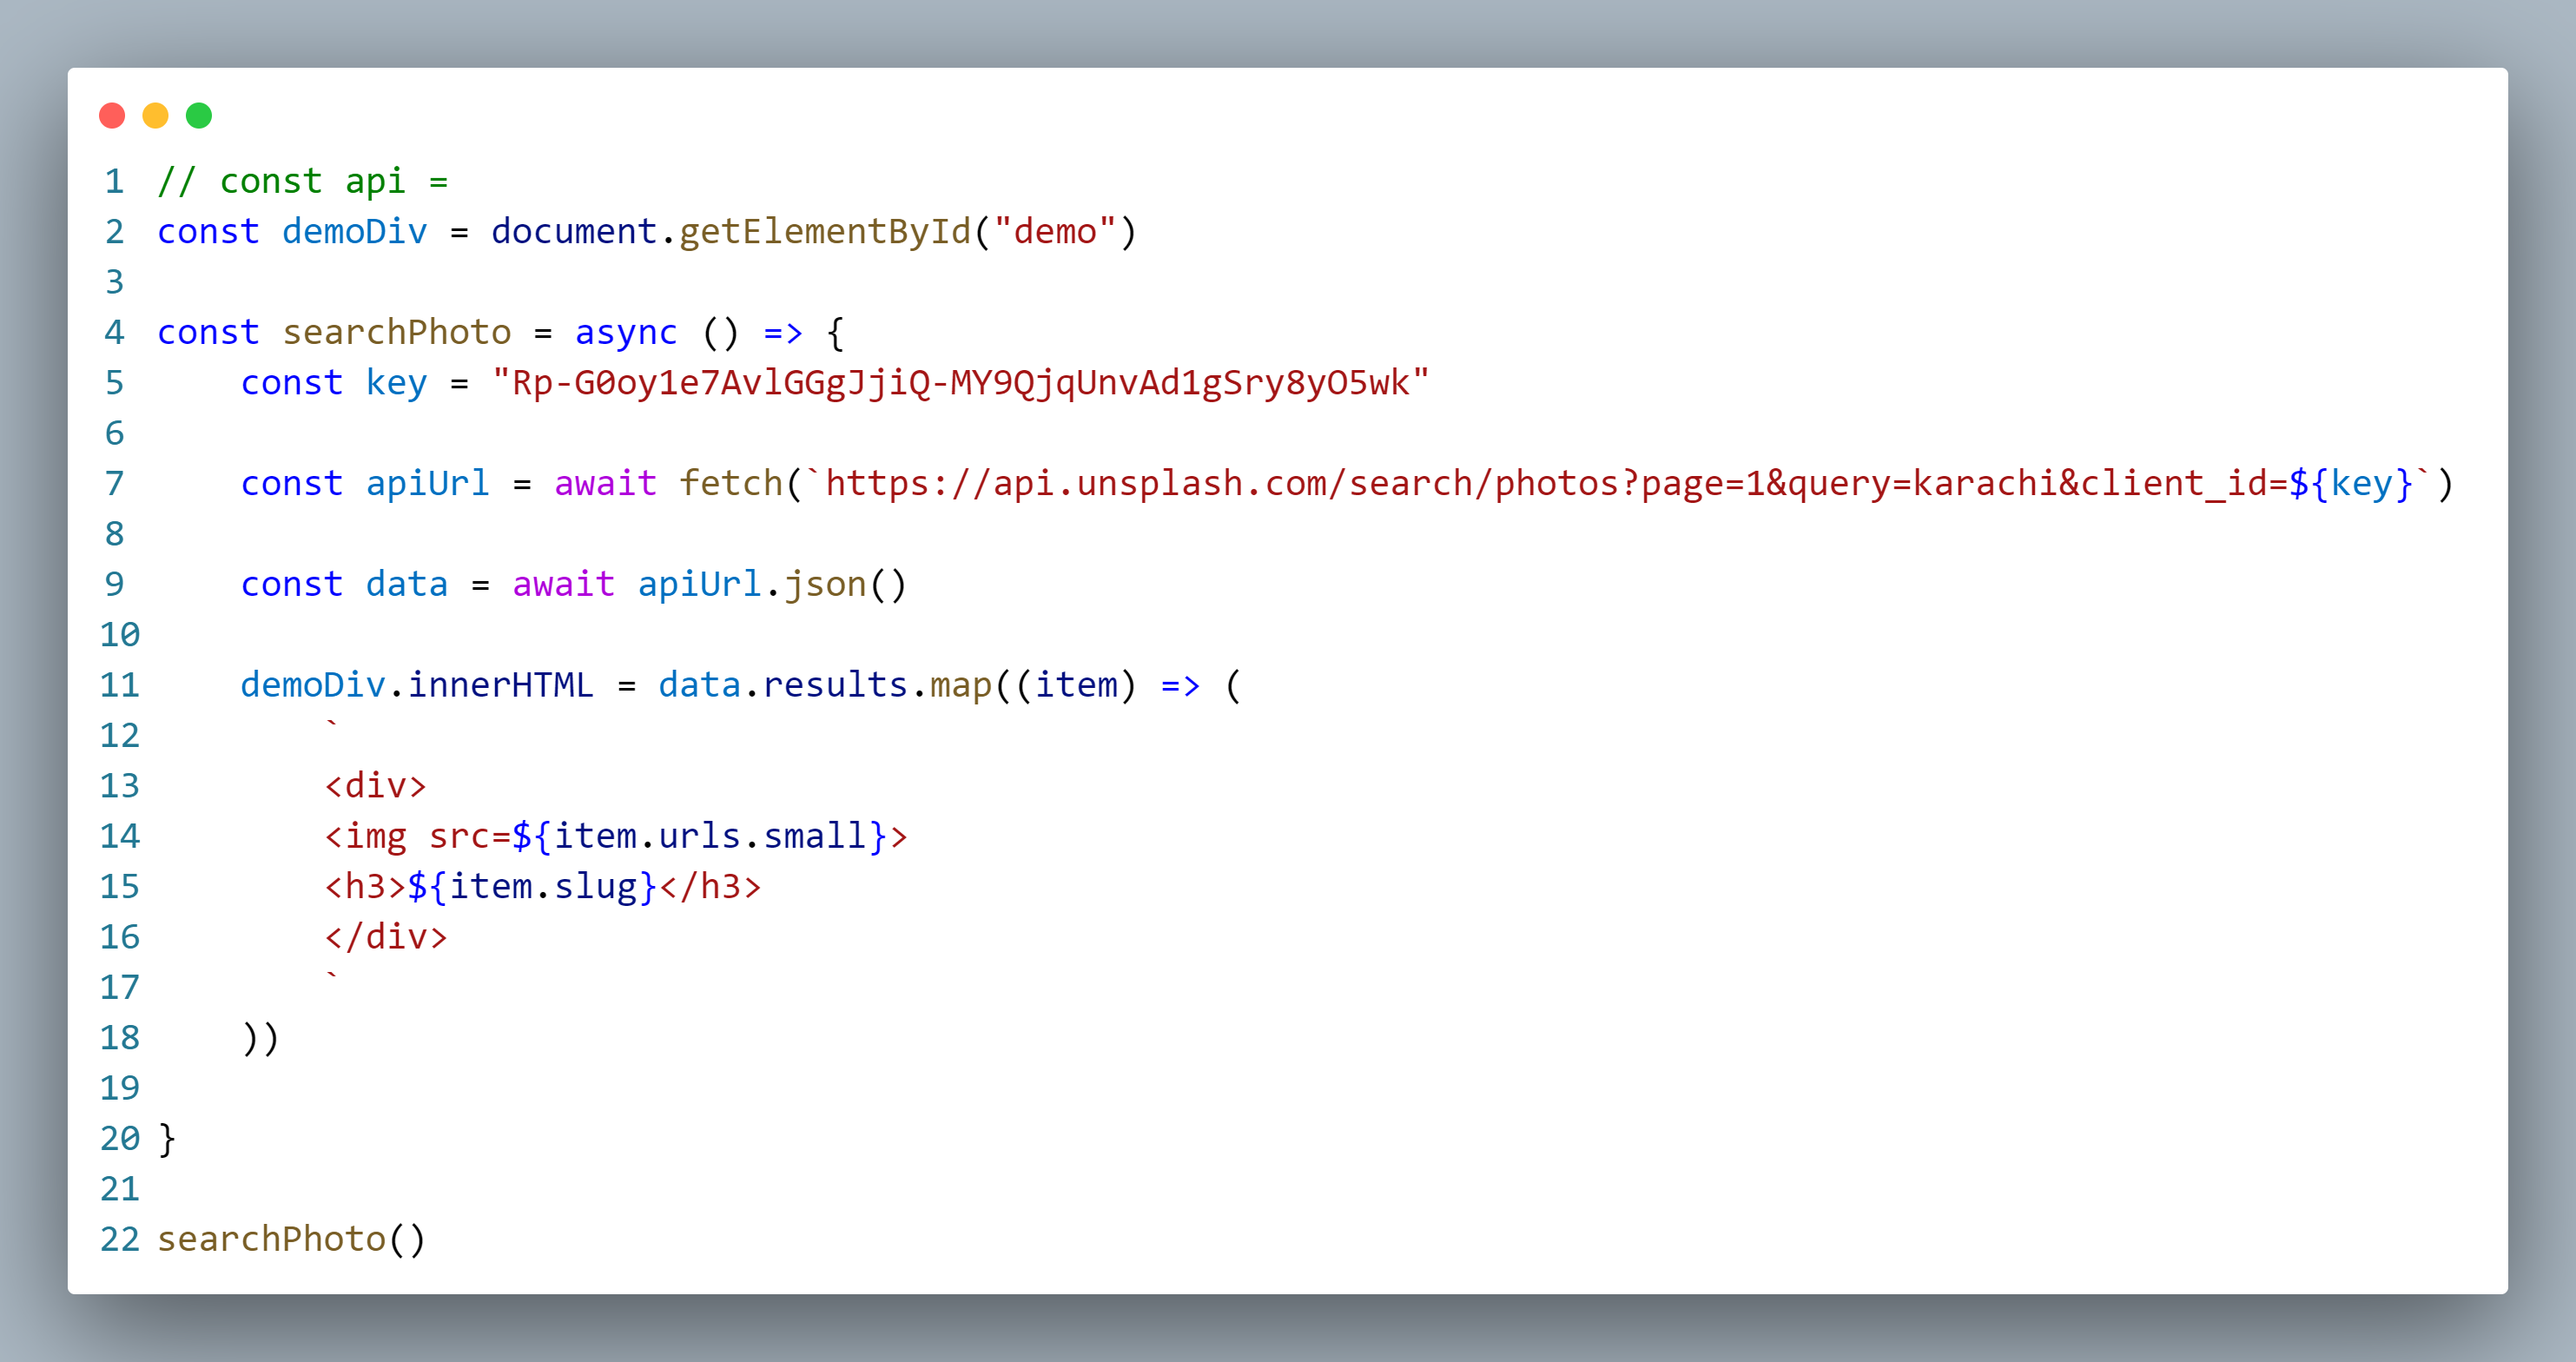 1 // const api =
2 const demoDiv = document.getElementById("demo")
3
4 const searchPhoto = async () => {
5     const key = "Rp-G0oy1e7AvlGGgJjiQ-MY9QjqUnvAd1gSry8yO5wk"
6
7     const apiUrl = await fetch(`https://api.unsplash.com/search/photos?page=1&query=karachi&client_id=${key}`)
8
9     const data = await apiUrl.json()
10
11     demoDiv.innerHTML = data.results.map((item) => (
12         `
13         <div>
14         <img src=${item.urls.small}>
15         <h3>${item.slug}</h3>
16         </div>
17         `
18     ))
19
20 }
21
22 searchPhoto()